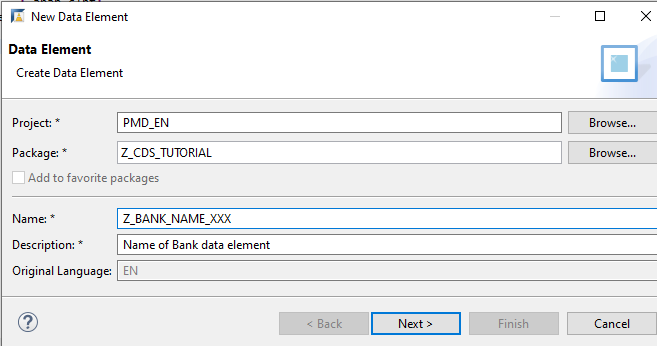 New Data Element
Data Element
Create Data Element
Project: * PMD_EN Browse...
Package: * Z_CDS_TUTORIAL Browse...
Add to favorite packages
Name: * Z_BANK_NAME_XXX
Description: * Name of Bank data element
Original Language: EN
? < Back Next > Finish Cancel